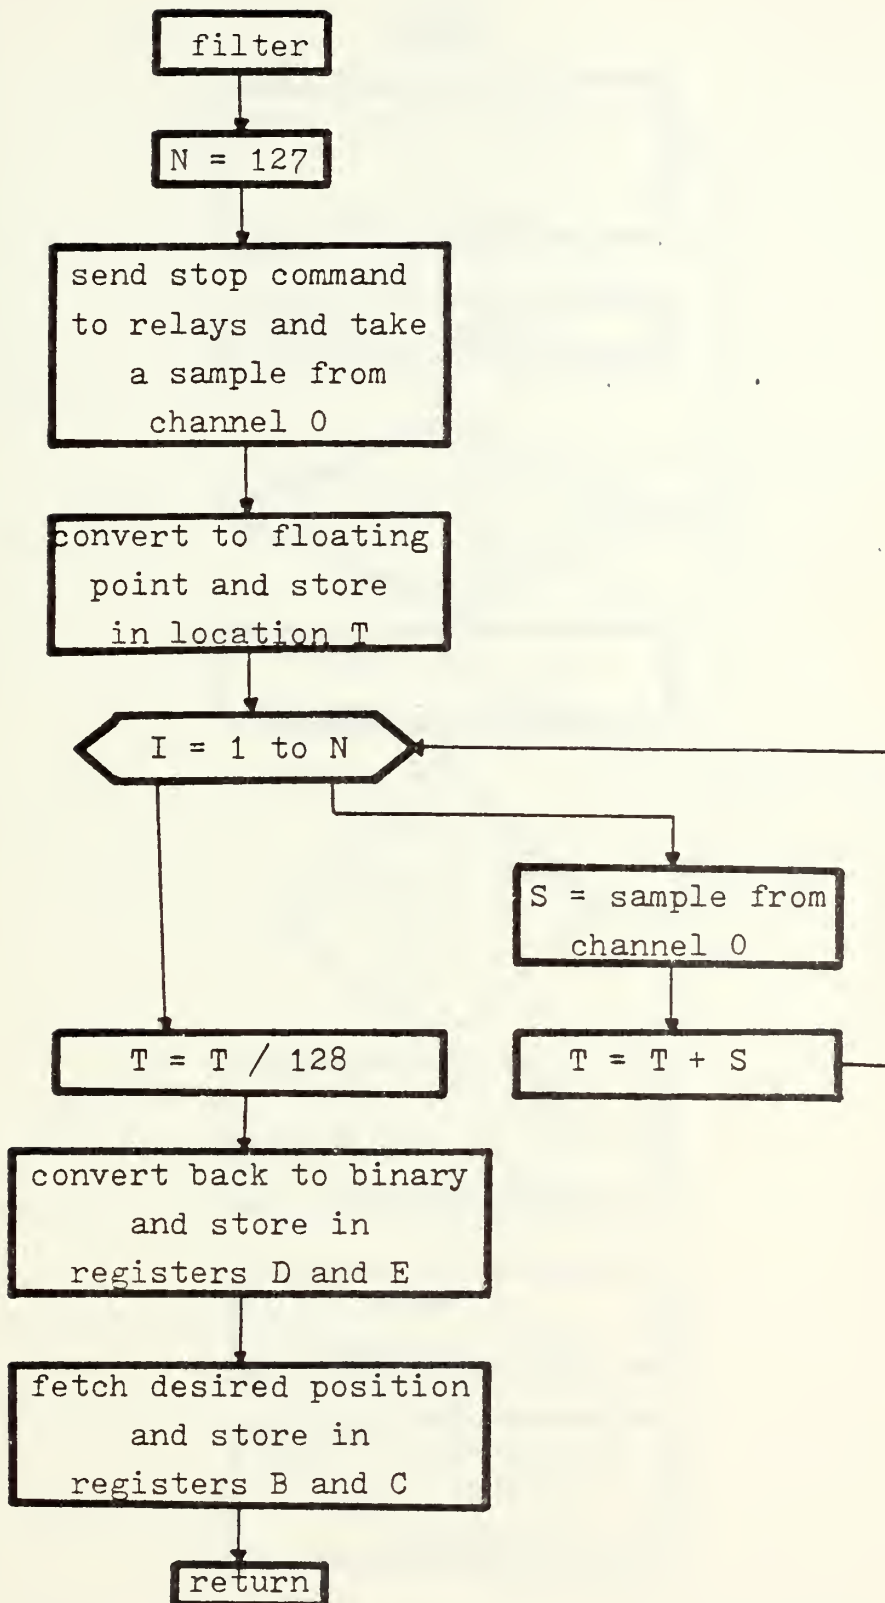 filter
N = 127
send stop command
to relays and take
a sample from
channel 0
convert to floating
point and store
in location T
I = 1 to N
S = sample from
channel 0
T = T + S
T = T / 128
convert back to binary
and store in
registers D and E
fetch desired position
and store in
registers B and C
return